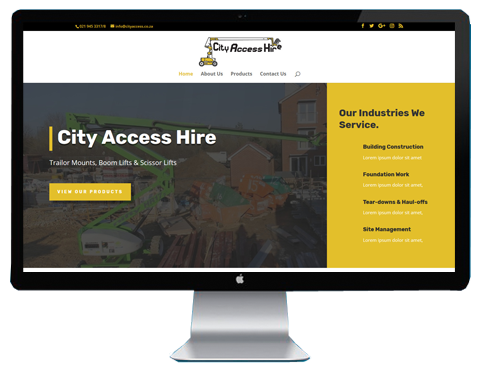 021 945 2317/8 info@cityaccess.co.za
City Access Hire
Home About Us Products Contact Us
City Access Hire
Trailor Mounts, Boom Lifts & Scissor Lifts
VIEW OUR PRODUCTS
Our Industries We
Service.
Building Construction
Lorem ipsum dolor sit amet,
Foundation Work
Lorem ipsum dolor sit amet,
Tear-downs & Haul-offs
Lorem ipsum dolor sit amet,
Site Management
Lorem ipsum dolor sit amet,